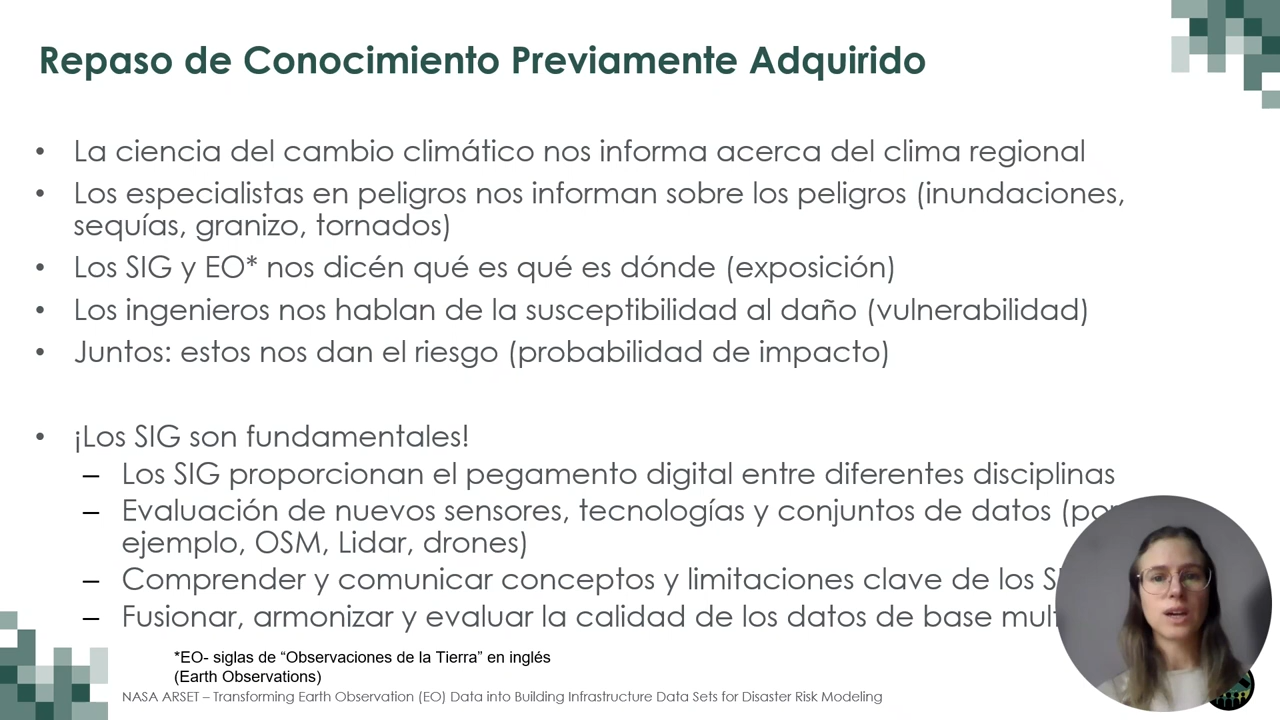 Repaso de Conocimiento Previamente Adquirido
• La ciencia del cambio climático nos informa acerca del clima regional
• Los especialistas en peligros nos informan sobre los peligros (inundaciones,
sequías, granizo, tornados)
• Los SIG y EO* nos dicén qué es qué es dónde (exposición)
• Los ingenieros nos hablan de la susceptibilidad al daño (vulnerabilidad)
• Juntos: estos nos dan el riesgo (probabilidad de impacto)
• ¡Los SIG son fundamentales!
– Los SIG proporcionan el pegamento digital entre diferentes disciplinas
– Evaluación de nuevos sensores, tecnologías y conjuntos de datos (por
ejemplo, OSM, Lidar, drones)
– Comprender y comunicar conceptos y limitaciones clave de los
– Fusionar, armonizar y evaluar la calidad de los datos de base
*EO- siglas de “Observaciones de la Tierra” en inglés
(Earth Observations)
NASA ARSET – Transforming Earth Observation (EO) Data into Building Infrastructure Data Sets for Disaster Risk Modeling